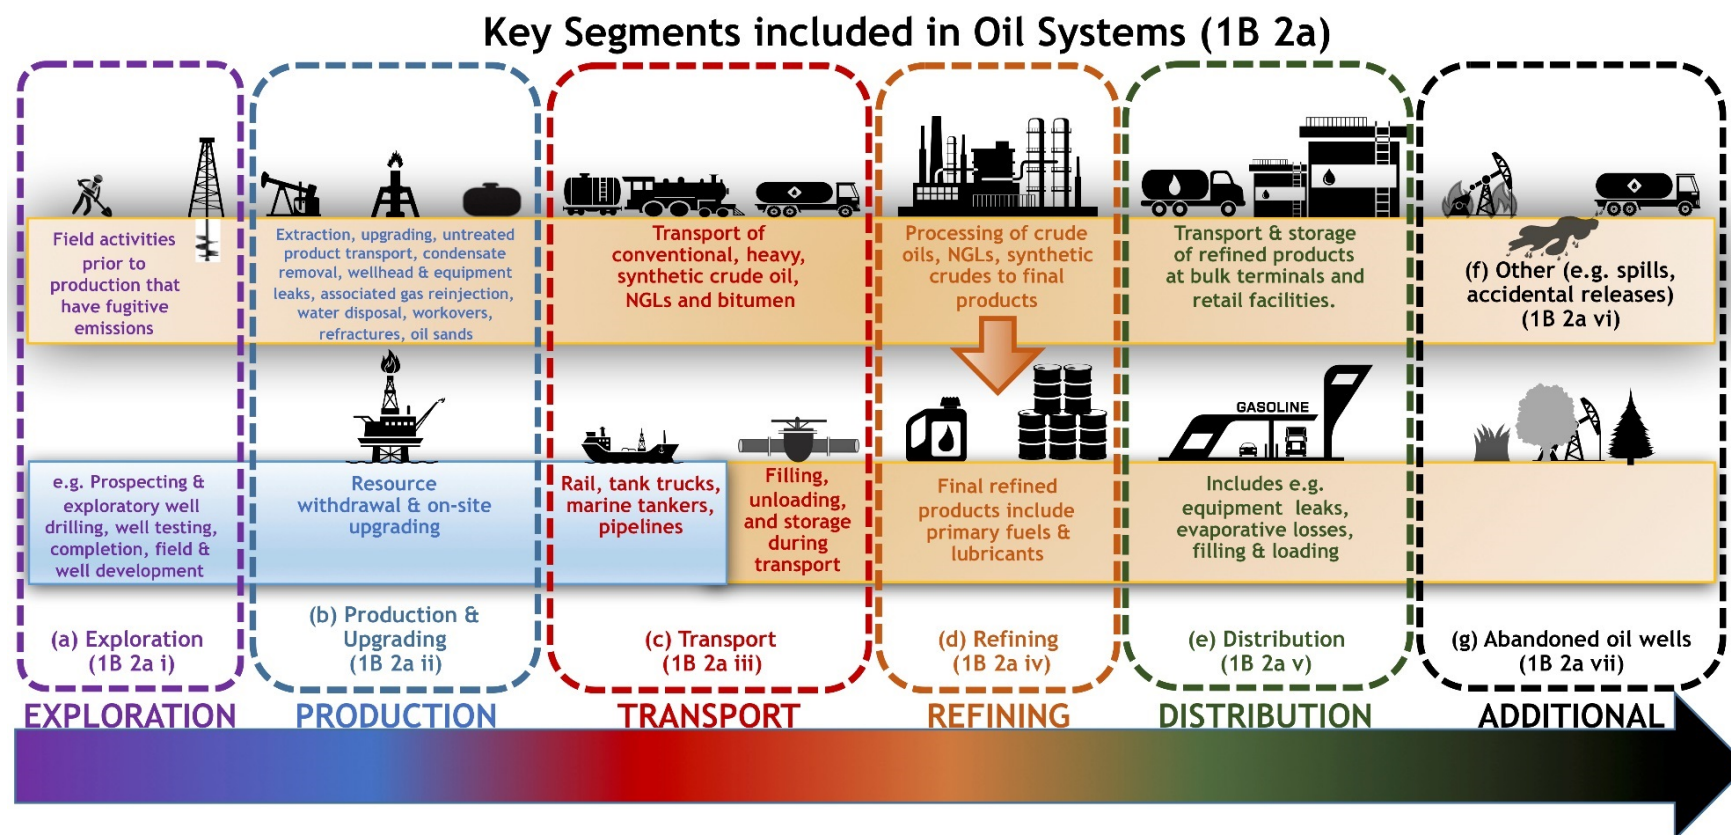 Key Segments included in Oil Systems (1B 2a)
Field activities
prior to
production that
have fugitive
emissions
e.g. Prospecting &
exploratory well
drilling, well testing,
completion, field &
well development
(a) Exploration
(1B 2a i)
EXPLORATION
Extraction, upgrading, untreated
product transport, condensate
removal, wellhead & equipment
leaks, associated gas reinjection,
water disposal, workovers,
refractures, oil sands
Resource
withdrawal & on-site
upgrading
(b) Production &
Upgrading
(1B 2a ii)
PRODUCTION
Transport of
conventional, heavy,
synthetic crude oil,
NGLs and bitumen
Rail, tank trucks,
marine tankers,
pipelines
Filling,
unloading,
and storage
during
transport
(c) Transport
(1B 2a iii)
TRANSPORT
Processing of crude
oils, NGLs, synthetic
crudes to final
products
Final refined
products include
primary fuels &
lubricants
(d) Refining
(1B 2a iv)
REFINING
Transport & storage
of refined products
at bulk terminals and
retail facilities.
GASOLINE
Includes e.g.
equipment leaks,
evaporative losses,
filling & loading
(e) Distribution
(1B 2a v)
DISTRIBUTION
(f) Other (e.g. spills,
accidental releases)
(1B 2a vi)
(g) Abandoned oil wells
(1B 2a vii)
ADDITIONAL